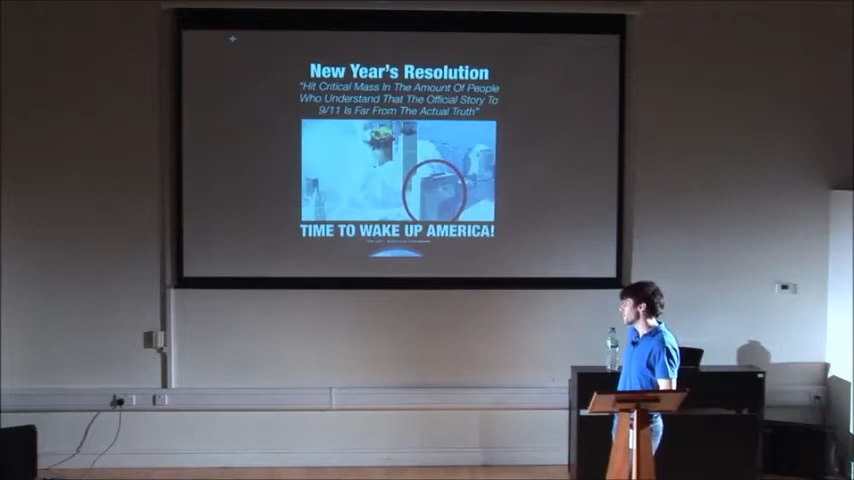 New Year's Resolution
"Hit Critical Mass In The Amount Of People
Who Understand That The Official Story To
9/11 Is Far From The Actual Truth"
TIME TO WAKE UP AMERICA!